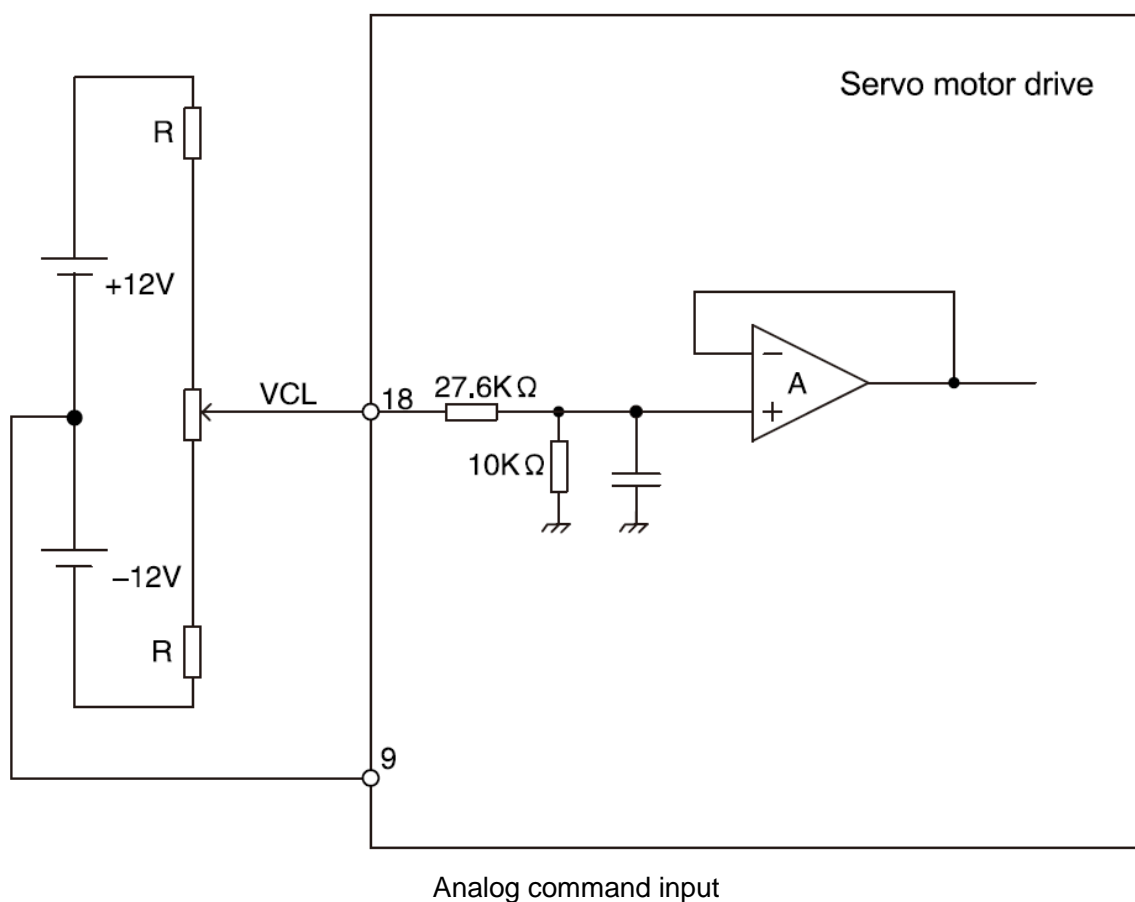 Servo motor drive
R
+12V
27.6KΩ
VCL
18
−
A
+
10KΩ
–12V
R
9
Analog command input